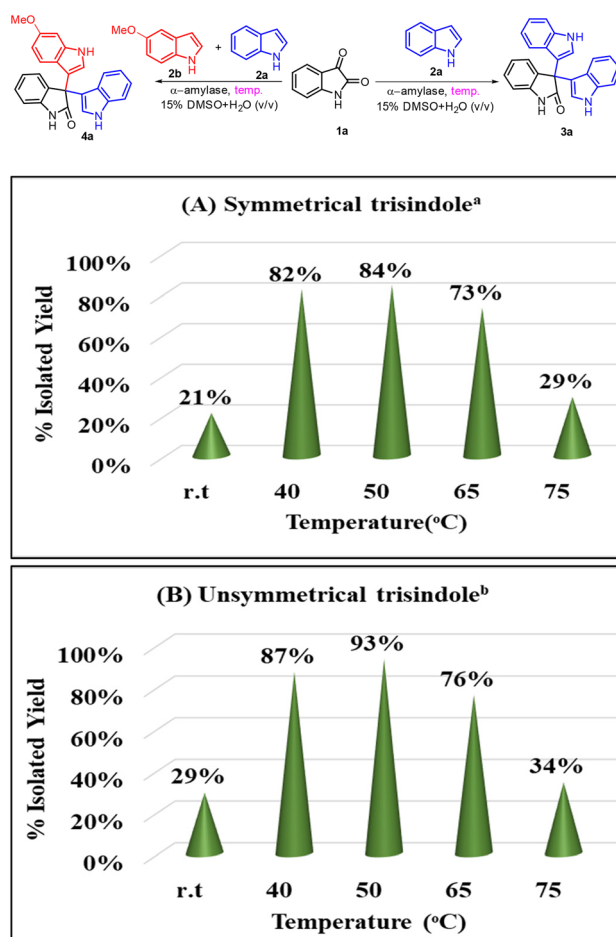 MeO
NH
N
H
O
4a
MeO
N
H
2b
+
N
H
2a
α–amylase, temp.
15% DMSO+H₂O (v/v)
O
O
N
H
1a
N
H
2a
α–amylase, temp.
15% DMSO+H₂O (v/v)
NH
N
H
O
N
H
3a
N
H
(A) Symmetrical trisindoleᵃ
% Isolated Yield
100%
80%
60%
40%
20%
0%
21%
82%
84%
73%
29%
r.t 40 50 65 75
Temperature(°C)
(B) Unsymmetrical trisindoleᵇ
% Isolated Yield
100%
80%
60%
40%
20%
0%
29%
87%
93%
76%
34%
r.t 40 50 65 75
Temperature (°C)